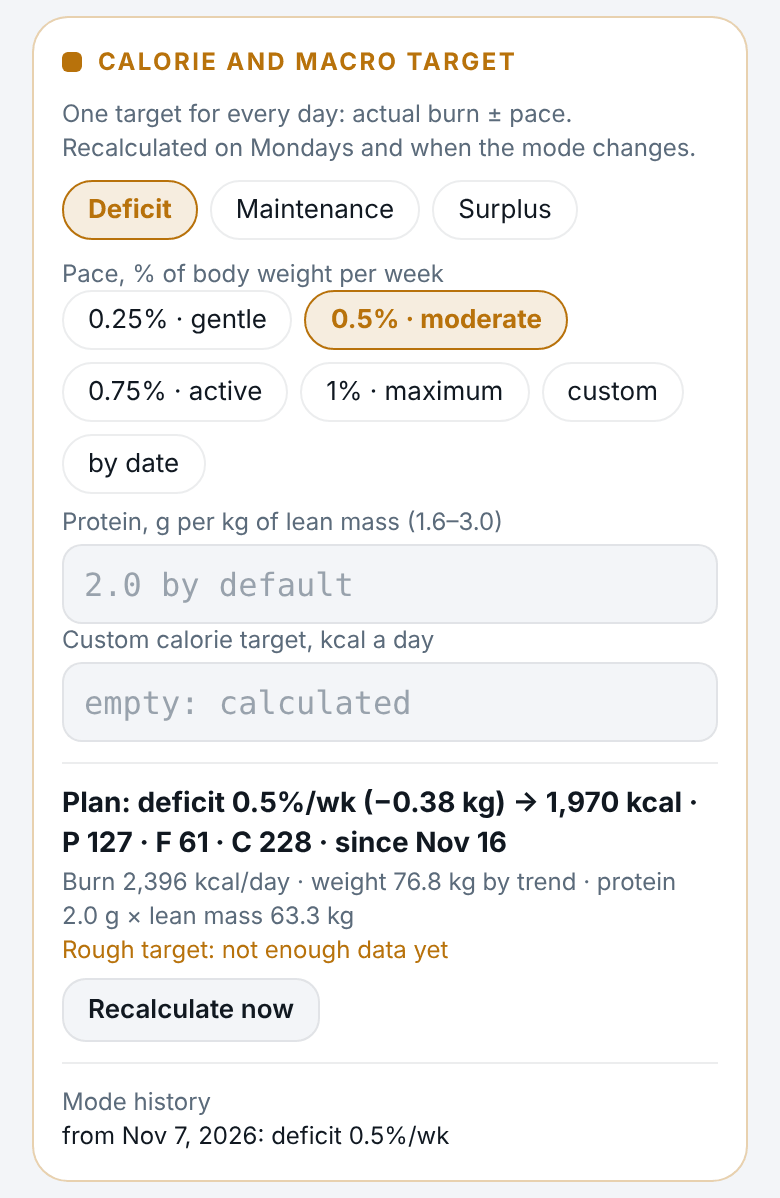 CALORIE AND MACRO TARGET
One target for every day: actual burn ± pace.
Recalculated on Mondays and when the mode changes.
Deficit
Maintenance
Surplus
Pace, % of body weight per week
0.25% · gentle
0.5% · moderate
0.75% · active
1% · maximum
custom
by date
Protein, g per kg of lean mass (1.6–3.0)
2.0 by default
Custom calorie target, kcal a day
empty: calculated
Plan: deficit 0.5%/wk (−0.38 kg) → 1,970 kcal ·
P 127 · F 61 · C 228 · since Nov 16
Burn 2,396 kcal/day · weight 76.8 kg by trend · protein
2.0 g × lean mass 63.3 kg
Rough target: not enough data yet
Recalculate now
Mode history
from Nov 7, 2026: deficit 0.5%/wk